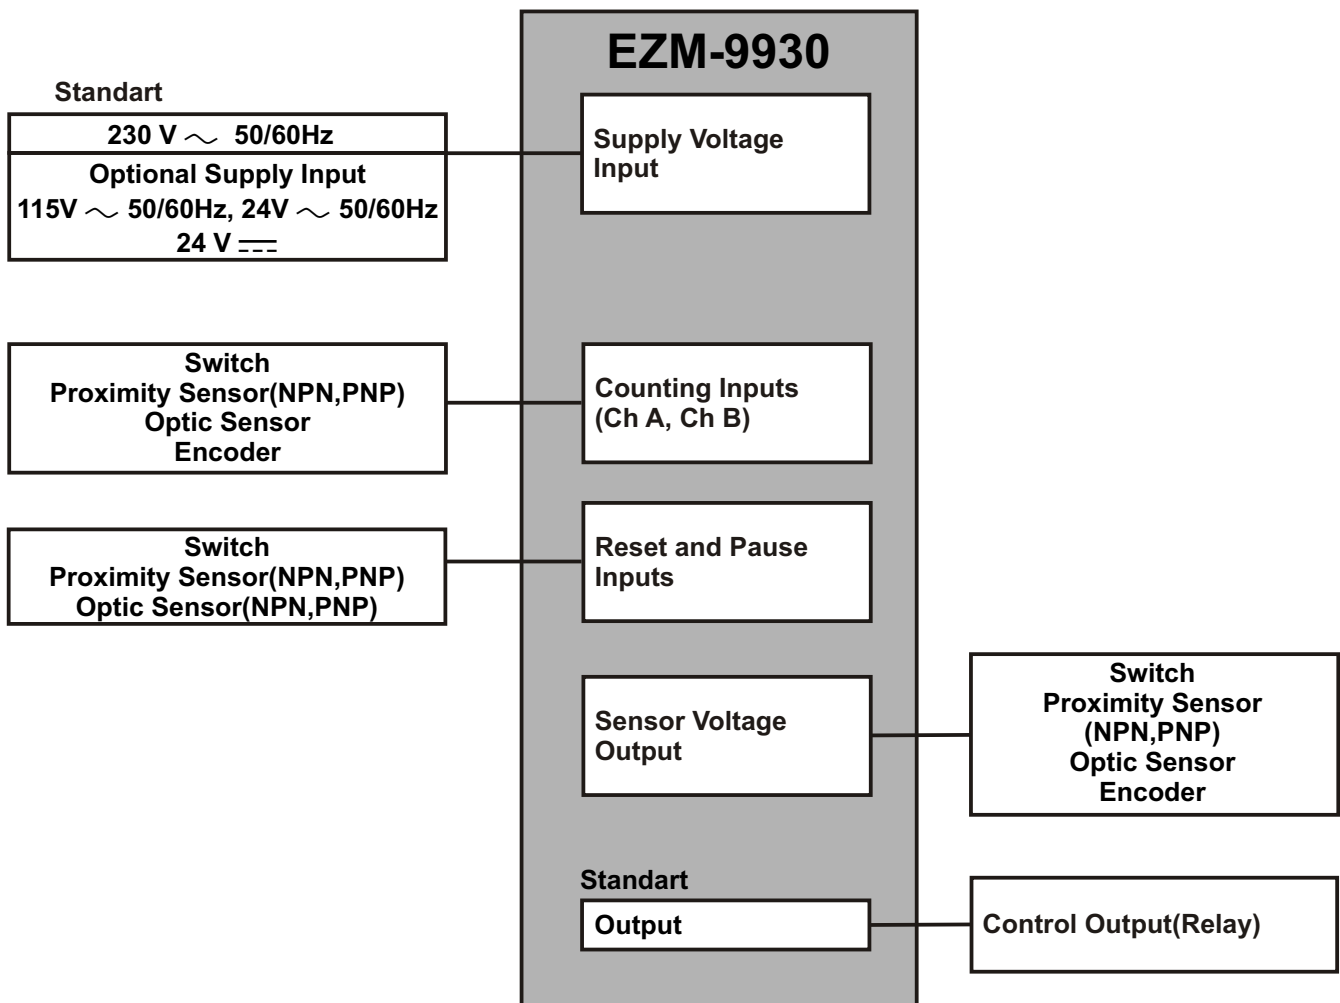 EZM-9930
Standart
230 V ~ 50/60Hz
Optional Supply Input
115V ~ 50/60Hz, 24V ~ 50/60Hz
24 V ⎓
Supply Voltage
Input
Switch
Proximity Sensor(NPN,PNP)
Optic Sensor
Encoder
Counting Inputs
(Ch A, Ch B)
Switch
Proximity Sensor(NPN,PNP)
Optic Sensor(NPN,PNP)
Reset and Pause
Inputs
Sensor Voltage
Output
Switch
Proximity Sensor
(NPN,PNP)
Optic Sensor
Encoder
Standart
Output
Control Output(Relay)